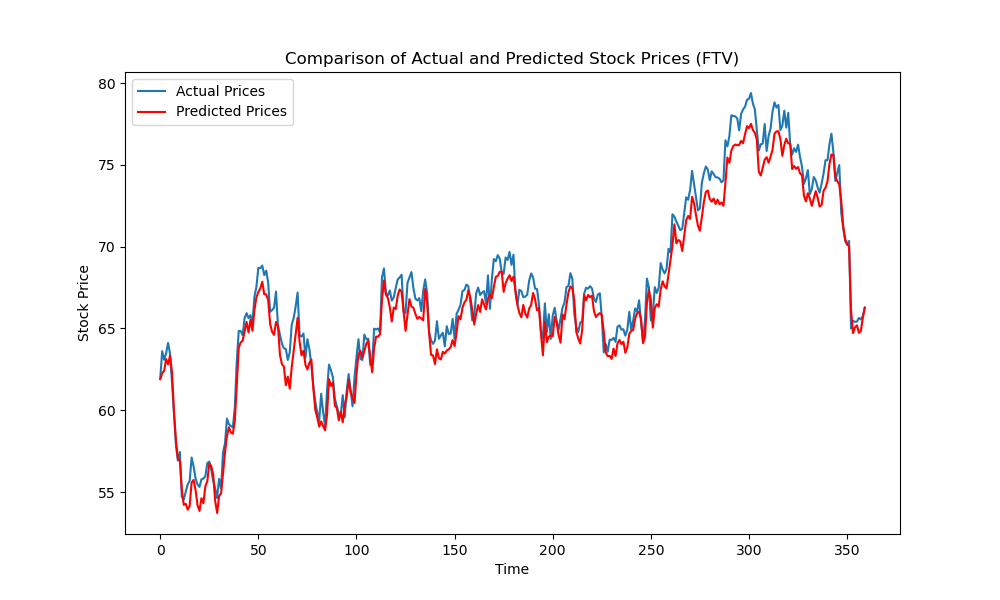 Comparison of Actual and Predicted Stock Prices (FTV)
Actual Prices
Predicted Prices
80
75
70
65
60
55
Stock Price
0 50 100 150 200 250 300 350
Time